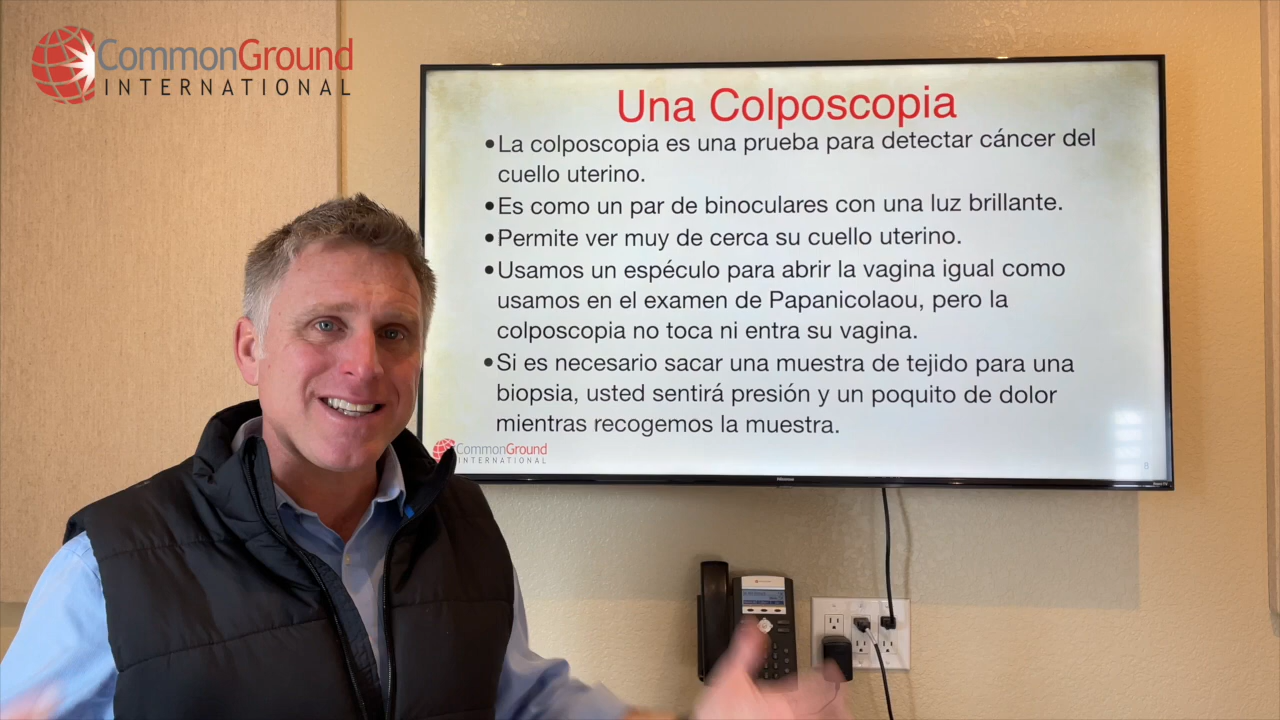 CommonGround
INTERNATIONAL
Una Colposcopia
•La colposcopia es una prueba para detectar cáncer del
cuello uterino.
•Es como un par de binoculares con una luz brillante.
•Permite ver muy de cerca su cuello uterino.
•Usamos un espéculo para abrir la vagina igual como
usamos en el examen de Papanicolaou, pero la
colposcopia no toca ni entra su vagina.
•Si es necesario sacar una muestra de tejido para una
biopsia, usted sentirá presión y un poquito de dolor
mientras recogemos la muestra.
CommonGround
INTERNATIONAL
8
Hisense